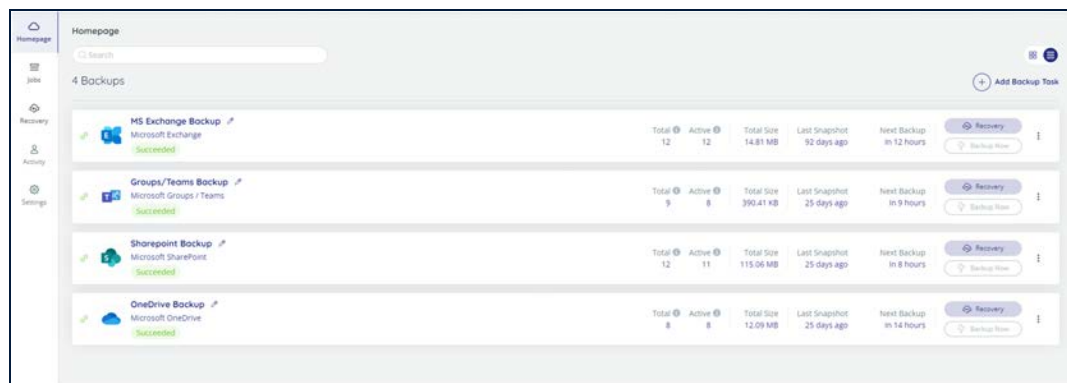 Homepage
Jobs
Recovery
Activity
Settings
Homepage
Search
4 Backups
Add Backup Task
MS Exchange Backup
Microsoft Exchange
Succeeded
Total Active Total Size Last Snapshot Next Backup
12 12 14.81 MB 92 days ago in 12 hours
Recovery
Backup Now
Groups/Teams Backup
Microsoft Groups / Teams
Succeeded
Total Active Total Size Last Snapshot Next Backup
9 8 390.41 KB 25 days ago in 9 hours
Recovery
Backup Now
Sharepoint Backup
Microsoft SharePoint
Succeeded
Total Active Total Size Last Snapshot Next Backup
12 11 115.06 MB 25 days ago in 8 hours
Recovery
Backup Now
OneDrive Backup
Microsoft OneDrive
Succeeded
Total Active Total Size Last Snapshot Next Backup
8 8 12.09 MB 25 days ago in 14 hours
Recovery
Backup Now